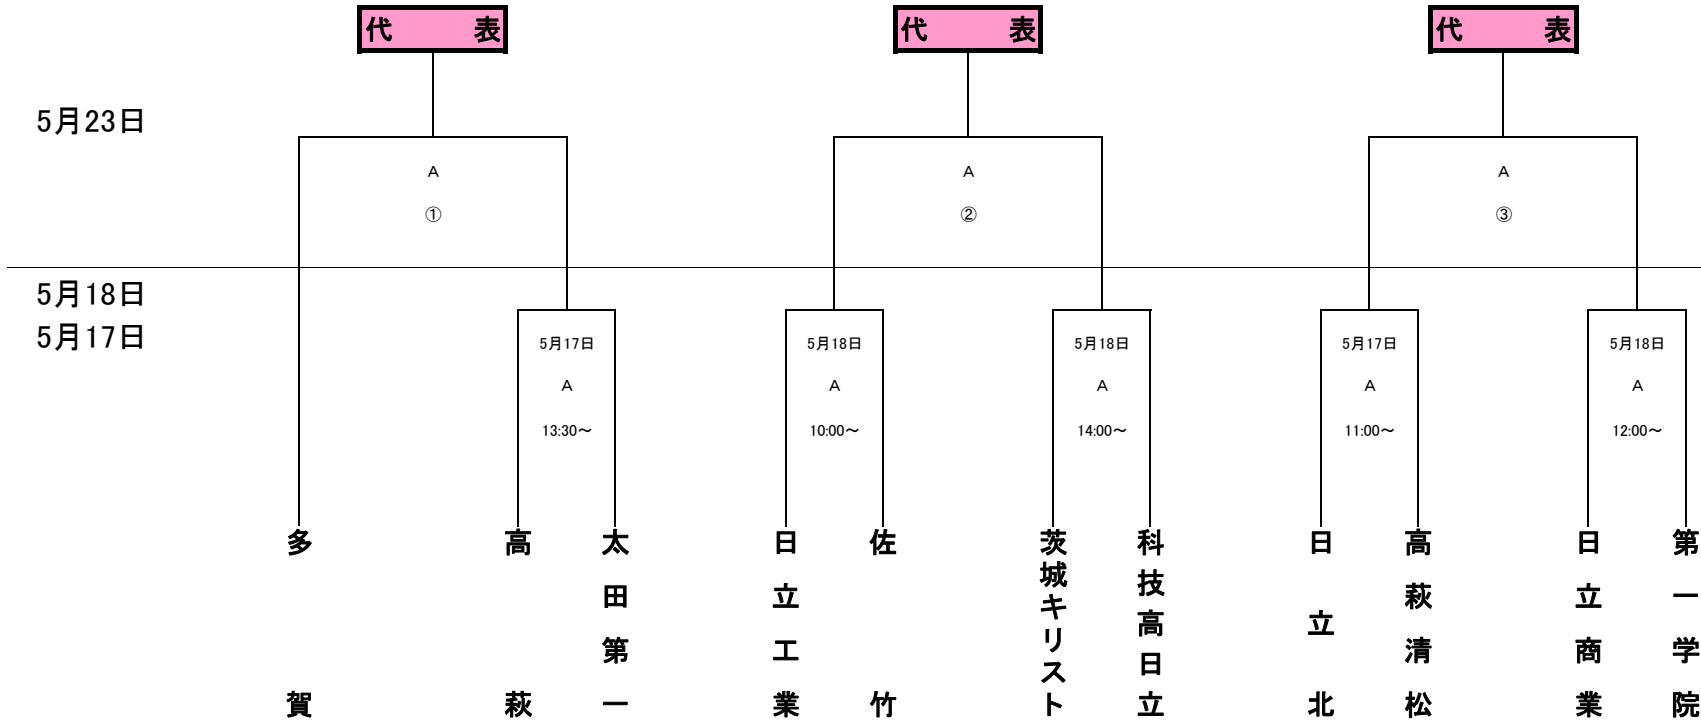 代　表
代　表
代　表
5月23日
A
A
A
①
②
③
5月18日
5月17日
5月17日
5月18日
5月18日
5月17日
5月18日
A
A
A
A
A
13:30～
10:00～
14:00～
11:00～
12:00～
多賀
高萩
太田第一
日立工業
佐竹
茨城キリスト
科技高日立
日立北
高萩清松
日立商業
第一学院